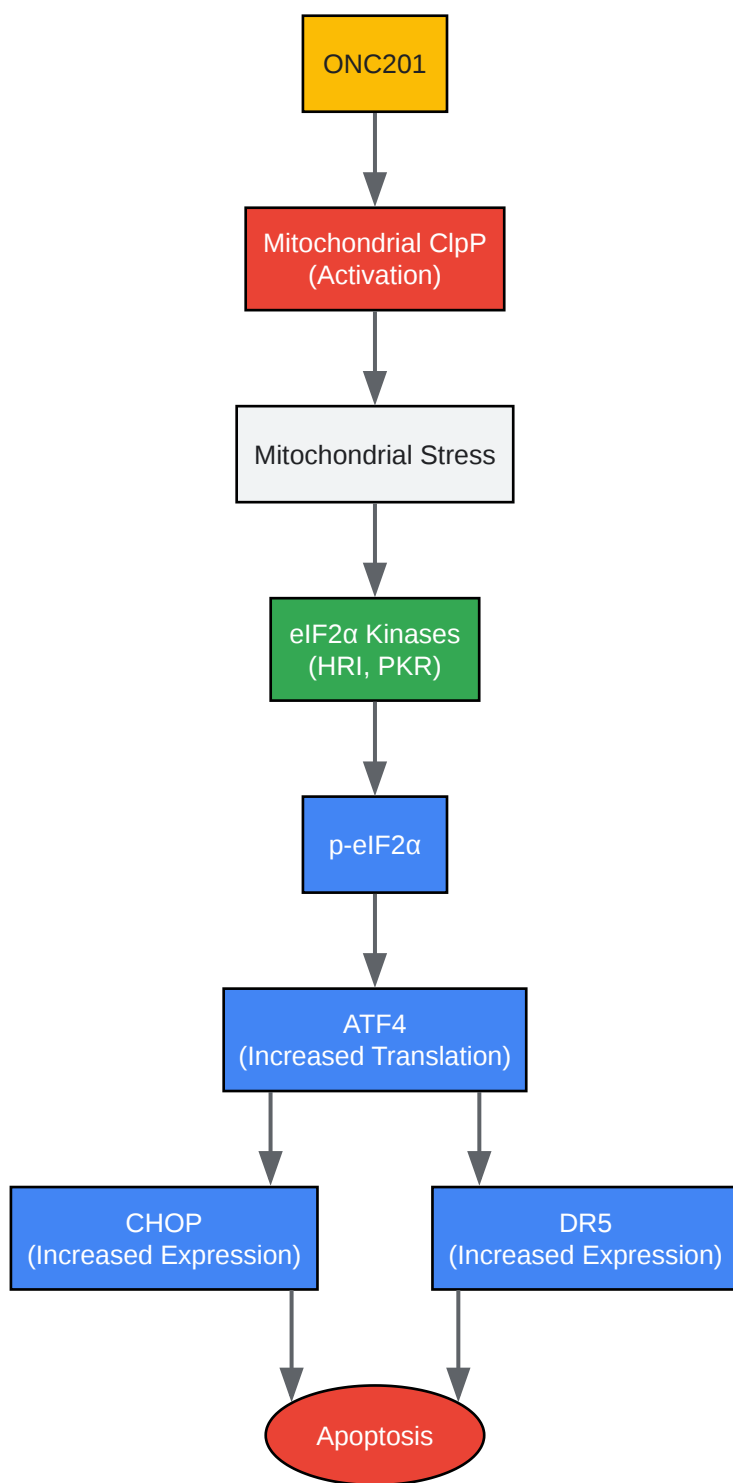 ONC201
Mitochondrial ClpP
(Activation)
Mitochondrial Stress
eIF2α Kinases
(HRI, PKR)
p-eIF2α
ATF4
(Increased Translation)
CHOP
(Increased Expression)
DR5
(Increased Expression)
Apoptosis